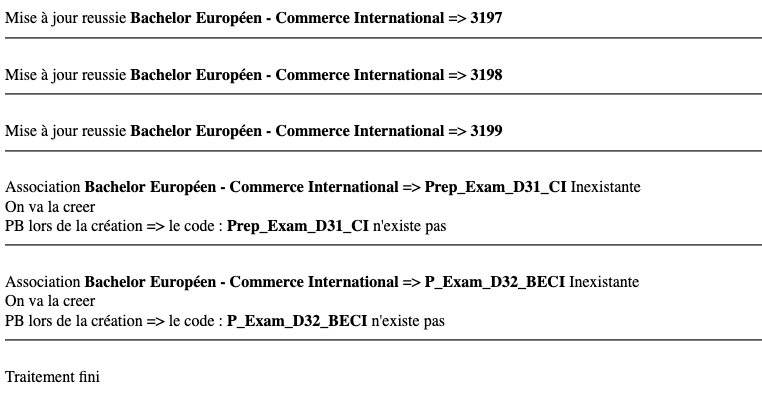 Mise à jour reussie Bachelor Européen - Commerce International => 3197
Mise à jour reussie Bachelor Européen - Commerce International => 3198
Mise à jour reussie Bachelor Européen - Commerce International => 3199
Association Bachelor Européen - Commerce International => Prep_Exam_D31_CI Inexistante
On va la creer
PB lors de la création => le code : Prep_Exam_D31_CI n'existe pas
Association Bachelor Européen - Commerce International => P_Exam_D32_BECI Inexistante
On va la creer
PB lors de la création => le code : P_Exam_D32_BECI n'existe pas
Traitement fini